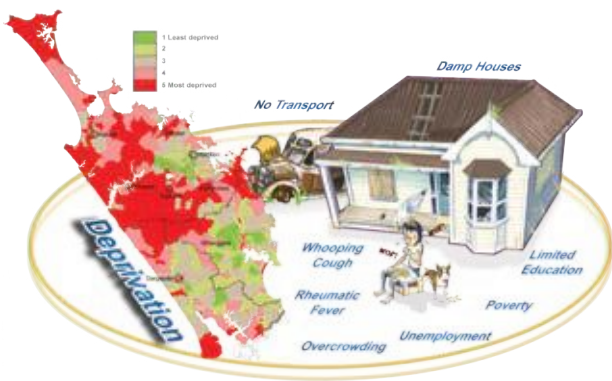 1 Least deprived
2
3
4
5 Most deprived
Damp Houses
No Transport
Deprivation
Whooping
Cough
Limited
Education
Rheumatic
Fever
Poverty
Unemployment
Overcrowding